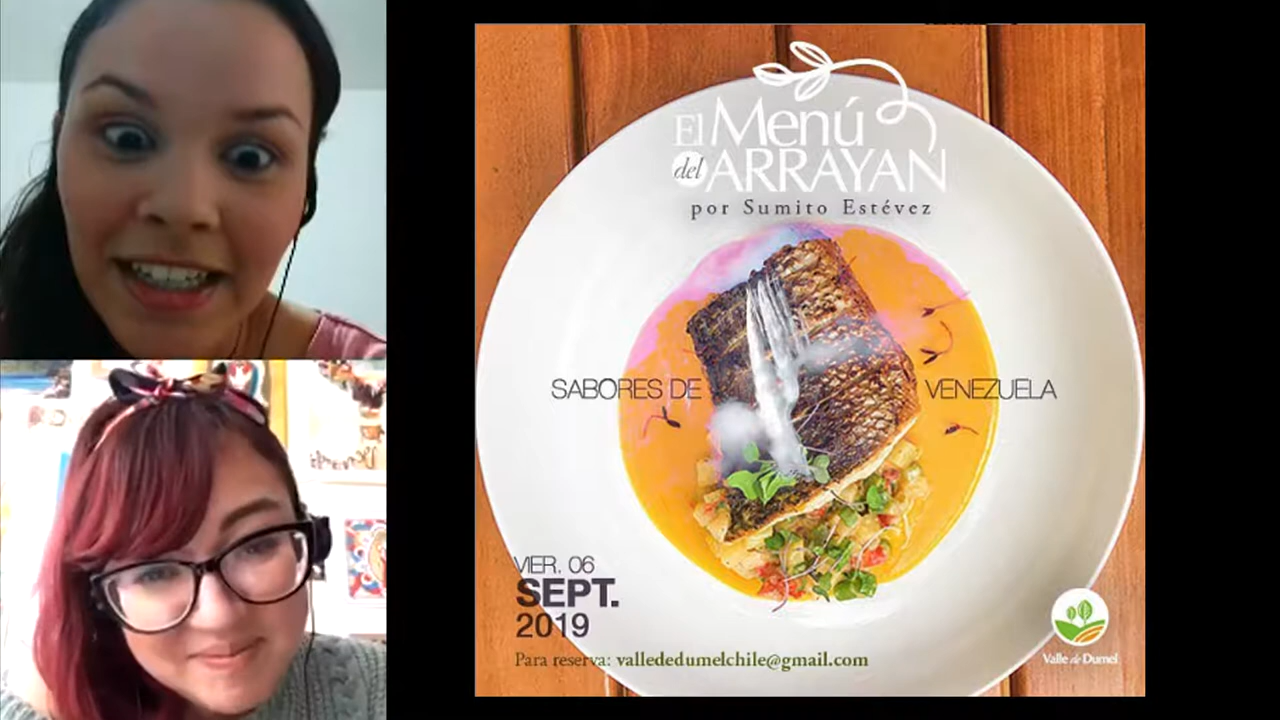 El Menú
del ARRAYAN
por Sumito Estévez
SABORES DE VENEZUELA
VIER. 06
SEPT.
2019
Para reserva: vallededumelchile@gmail.com
Valle de Dumel